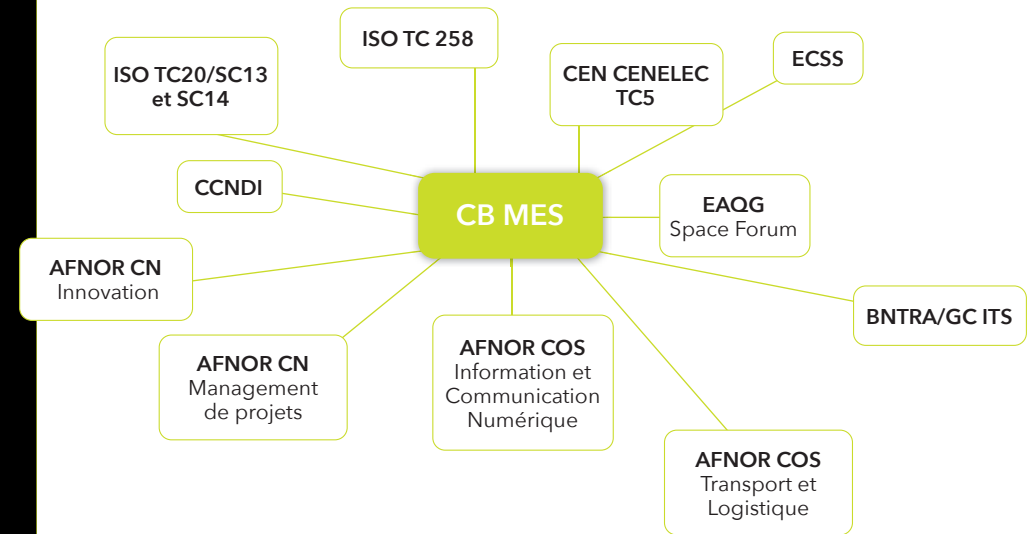 ISO TC 258
ISO TC20/SC13
et SC14
CEN CENELEC
TC5
ECSS
CCNDI
CB MES
EAQG
Space Forum
AFNOR CN
Innovation
BNTRA/GC ITS
AFNOR CN
Management
de projets
AFNOR COS
Information et
Communication
Numérique
AFNOR COS
Transport et
Logistique